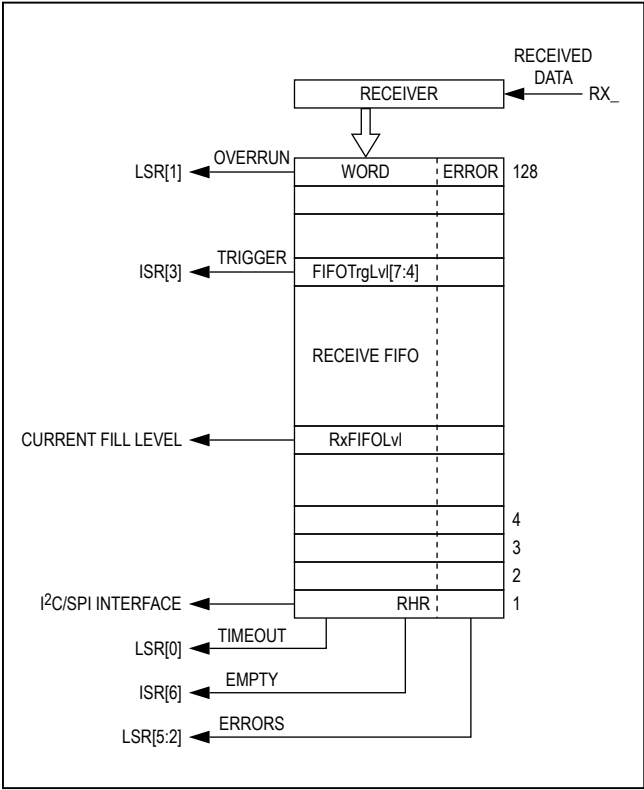 RECEIVED
DATA
RECEIVER
RX_
LSR[1]
OVERRUN
WORD
ERROR
128
ISR[3]
TRIGGER
FIFOTrgLvl[7:4]
RECEIVE FIFO
CURRENT FILL LEVEL
RxFIFOLvl
4
3
2
I2C/SPI INTERFACE
RHR
1
LSR[0]
TIMEOUT
ISR[6]
EMPTY
LSR[5:2]
ERRORS